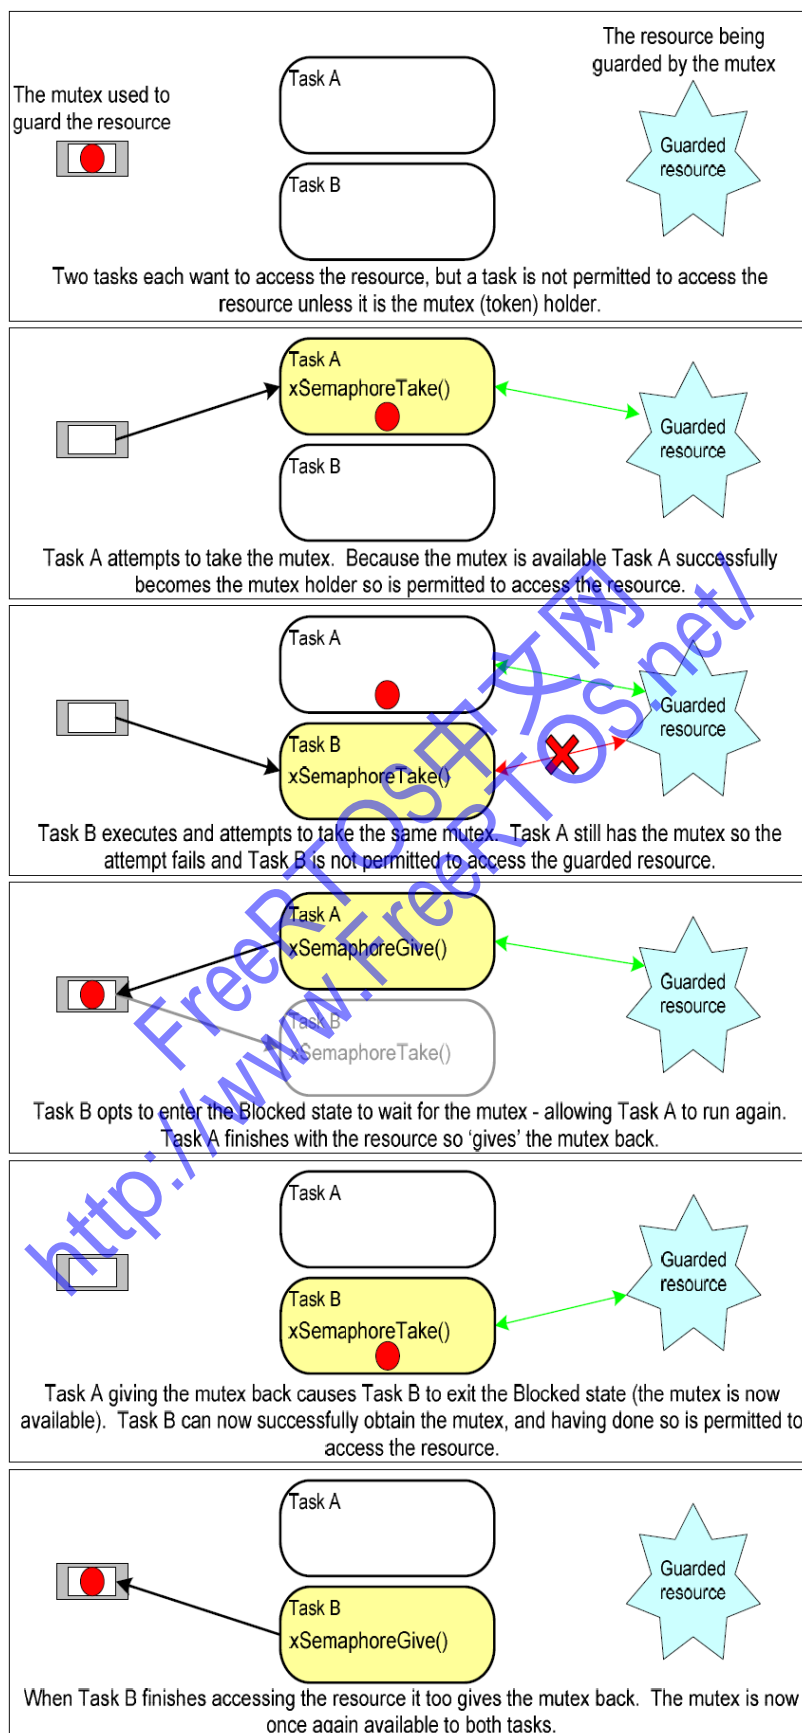 The resource being
guarded by the mutex
Task A
The mutex used to
guard the resource
Guarded
resource
Task B
Two tasks each want to access the resource, but a task is not permitted to access the
resource unless it is the mutex (token) holder.
Task A
xSemaphoreTake()
Guarded
resource
Task B
Task A attempts to take the mutex. Because the mutex is available Task A successfully
becomes the mutex holder so is permitted to access the resource.
Task A
Guarded
resource
Task B
xSemaphoreTake()
Task B executes and attempts to take the same mutex. Task A still has the mutex so the
attempt fails and Task B is not permitted to access the guarded resource.
Task A
xSemaphoreGive()
Guarded
resource
Task B
xSemaphoreTake()
Task B opts to enter the Blocked state to wait for the mutex - allowing Task A to run again.
Task A finishes with the resource so ‘gives’ the mutex back.
Task A
Guarded
resource
Task B
xSemaphoreTake()
Task A giving the mutex back causes Task B to exit the Blocked state (the mutex is now
available). Task B can now successfully obtain the mutex, and having done so is permitted to
access the resource.
Task A
Guarded
resource
Task B
xSemaphoreGive()
When Task B finishes accessing the resource it too gives the mutex back. The mutex is now
once again available to both tasks.
FreeRTOS中文网
http://www.FreeRTOS.net/